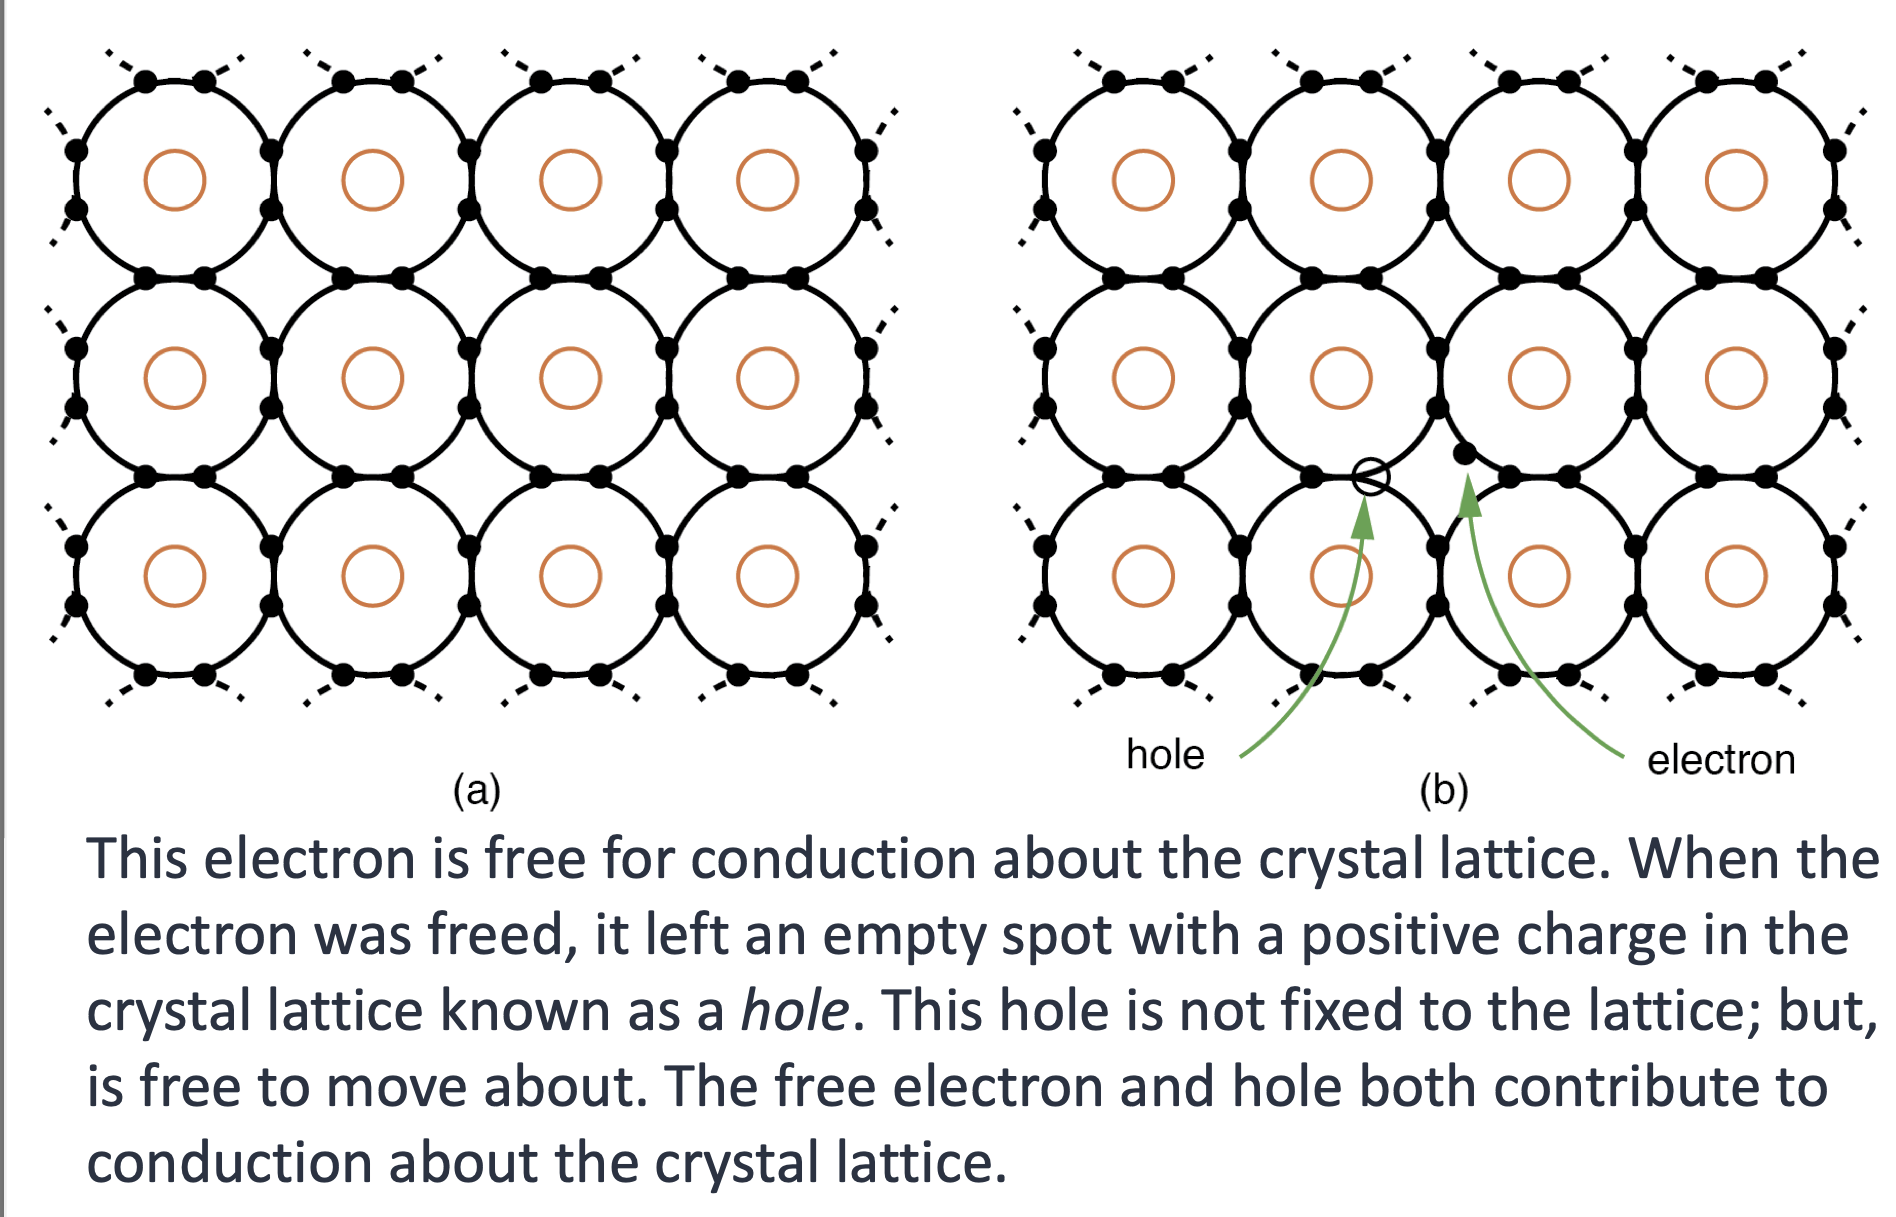 hole
electron
(a)
(b)
This electron is free for conduction about the crystal lattice. When the
electron was freed, it left an empty spot with a positive charge in the
crystal lattice known as a hole. This hole is not fixed to the lattice; but,
is free to move about. The free electron and hole both contribute to
conduction about the crystal lattice.